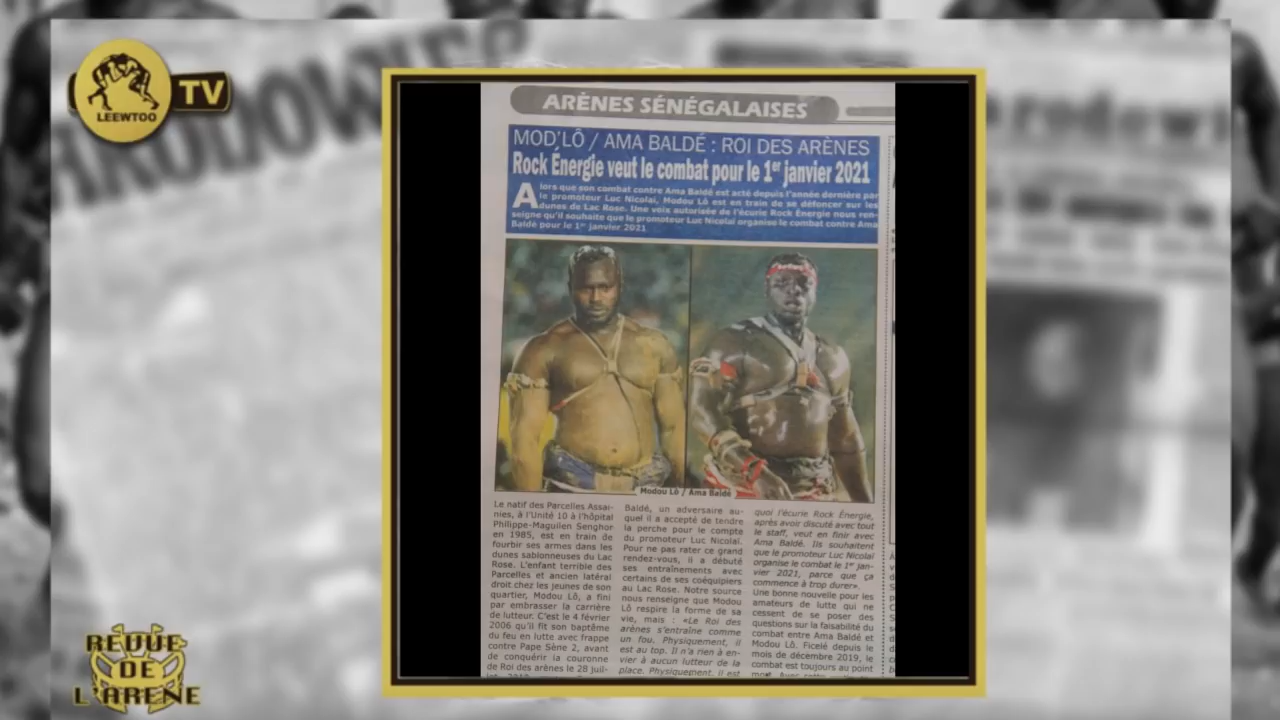 LEEWTOO
TV
ARÈNES SÉNÉGALAISES
MOD'LÔ / AMA BALDÉ : ROI DES ARÈNES
Rock Énergie veut le combat pour le 1er janvier 2021
Alors que son combat contre Ama Baldé est acté depuis l'année dernière par
le promoteur Luc Nicolaï, Modou Lô est en train de se défoncer sur les
dunes de Lac Rose. Une voix autorisée de l'écurie Rock Énergie nous ren-
seigne qu'il souhaite que le promoteur Luc Nicolaï organise le combat contre Ama
Baldé pour le 1er janvier 2021
Modou Lô / Ama Baldé
Le natif des Parcelles Assai-
nies, à l'Unité 10 à l'hôpital
Philippe-Maguilen Senghor
en 1985, est en train de
fourbir ses armes dans les
dunes sablonneuses du Lac
Rose. L'enfant terrible des
Parcelles et ancien latéral
droit chez les jeunes de son
quartier, Modou Lô, a fini
par embrasser la carrière
de lutteur. C'est le 4 février
2006 qu'il fit son baptême
du feu en lutte avec frappe
contre Pape Sène 2, avant
de conquérir la couronne
de Roi des arènes le 28 juil-
Baldé, un adversaire au-
quel il a accepté de tendre
la perche pour le compte
du promoteur Luc Nicolaï.
Pour ne pas rater ce grand
rendez-vous, il a débuté
ses entraînements avec
certains de ses coéquipiers
au Lac Rose. Notre source
nous renseigne que Modou
Lô respire la forme de sa
vie, mais : «Le Roi des
arènes s'entraîne comme
un fou. Physiquement, il
est au top. Il n'a rien à en-
vier à aucun lutteur de la
place. Physiquement, il est
quoi l'écurie Rock Énergie,
après avoir discuté avec tout
le staff, veut en finir avec
Ama Baldé. Ils souhaitent
que le promoteur Luc Nicolaï
organise le combat le 1er jan-
vier 2021, parce que ça
commence à trop durer».
Une bonne nouvelle pour les
amateurs de lutte qui ne
cessent de se poser des
questions sur la faisabilité du
combat entre Ama Baldé et
Modou Lô. Ficelé depuis le
mois de décembre 2019, le
combat est toujours au point
REVUE
DE
L'ARENE